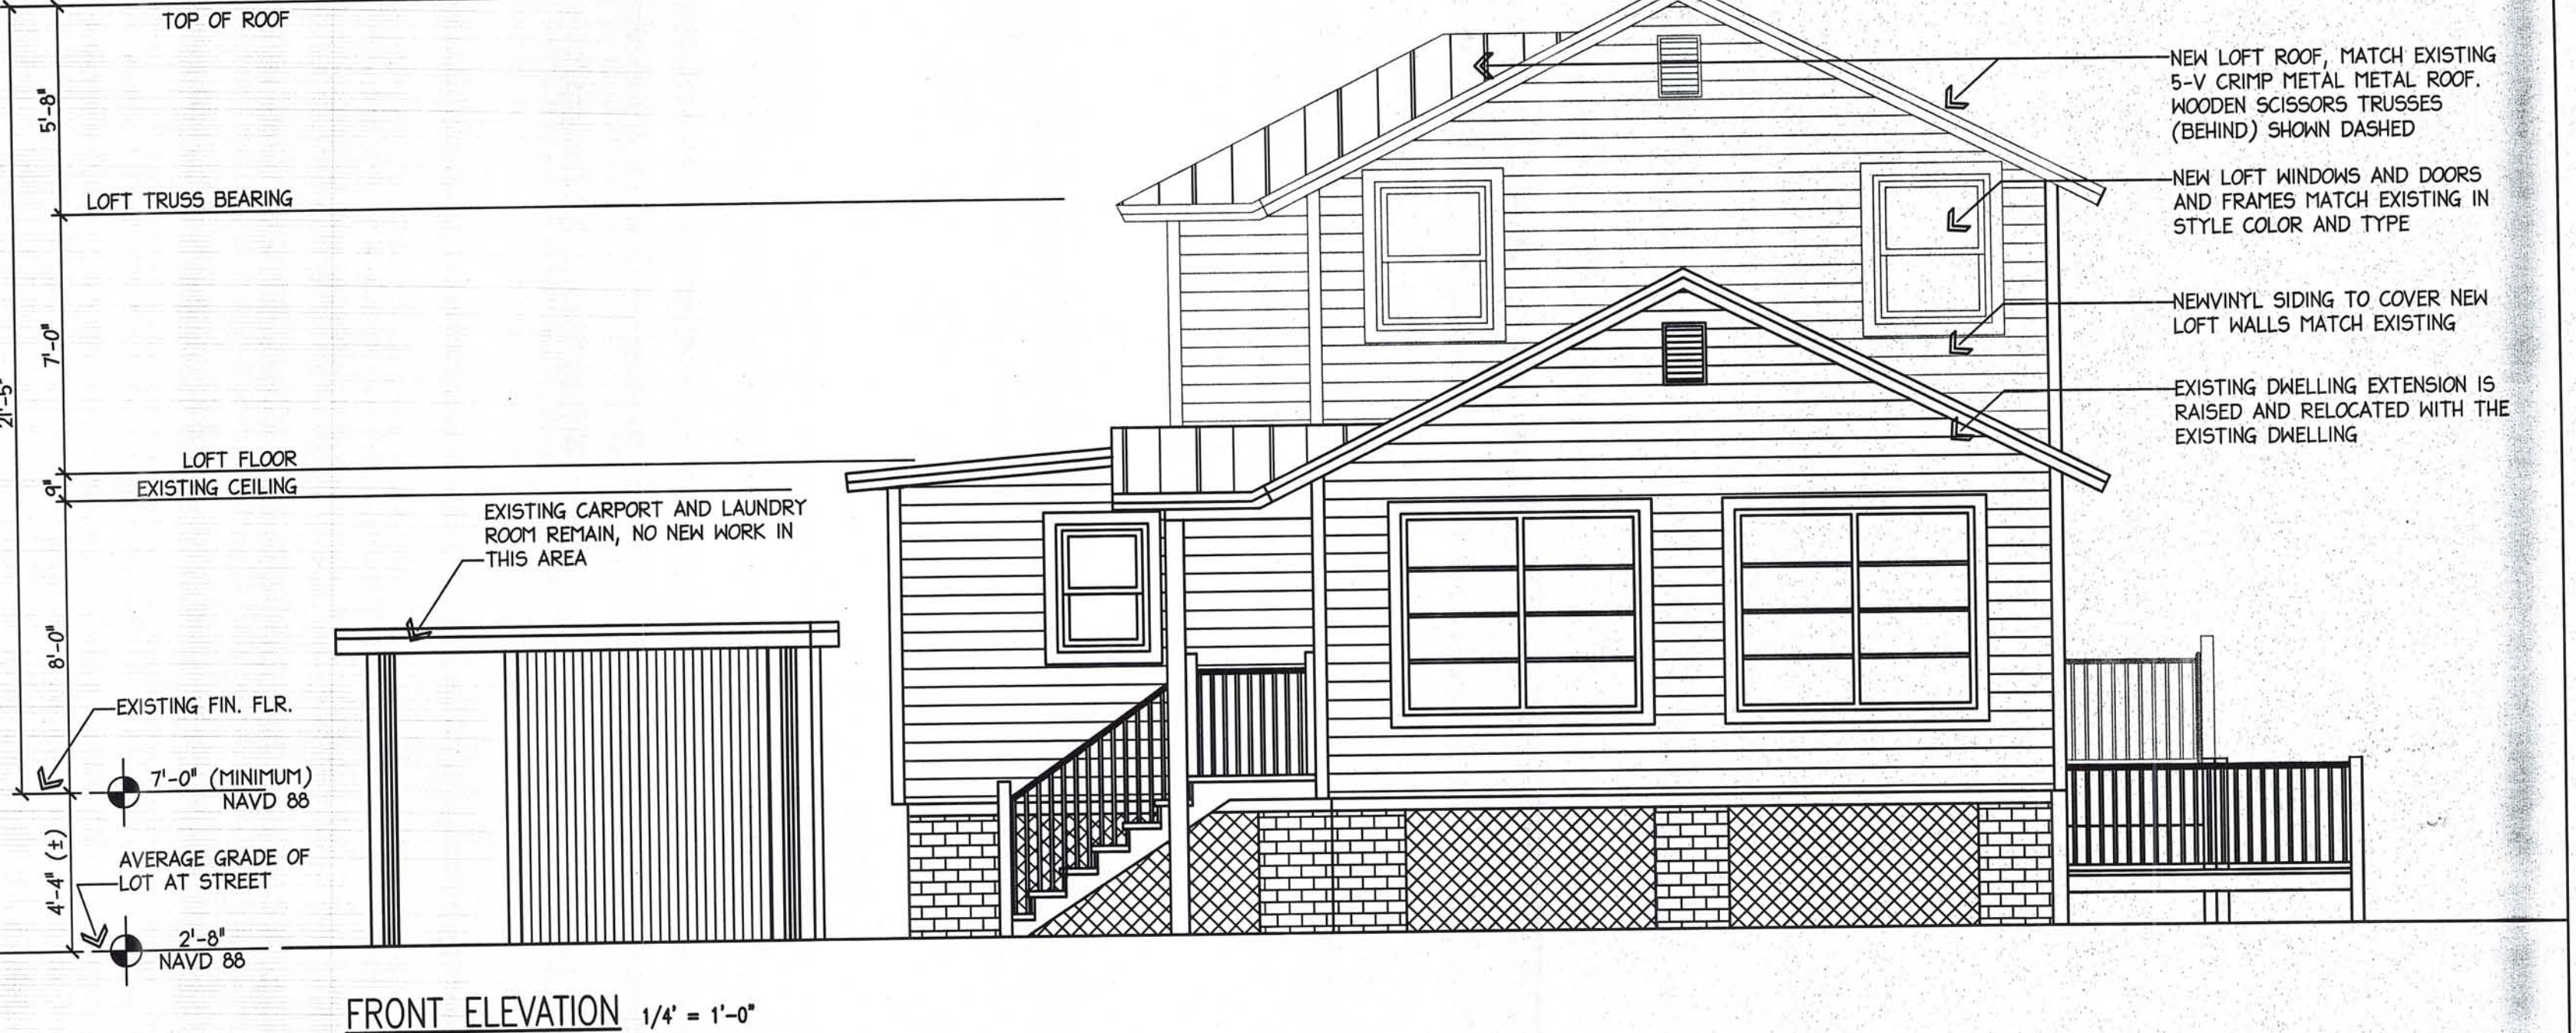 TOP OF ROOF
5'-8"
LOFT TRUSS BEARING
7'-0"
21'-5"
LOFT FLOOR
9"
EXISTING CEILING
EXISTING CARPORT AND LAUNDRY
ROOM REMAIN, NO NEW WORK IN
THIS AREA
8'-0"
EXISTING FIN. FLR.
7'-0" (MINIMUM)
NAVD 88
4'-4" (±)
AVERAGE GRADE OF
LOT AT STREET
2'-8"
NAVD 88
NEW LOFT ROOF, MATCH EXISTING
5-V CRIMP METAL METAL ROOF.
WOODEN SCISSORS TRUSSES
(BEHIND) SHOWN DASHED
NEW LOFT WINDOWS AND DOORS
AND FRAMES MATCH EXISTING IN
STYLE COLOR AND TYPE
NEWVINYL SIDING TO COVER NEW
LOFT WALLS MATCH EXISTING
EXISTING DWELLING EXTENSION IS
RAISED AND RELOCATED WITH THE
EXISTING DWELLING
FRONT ELEVATION 1/4' = 1'-0"